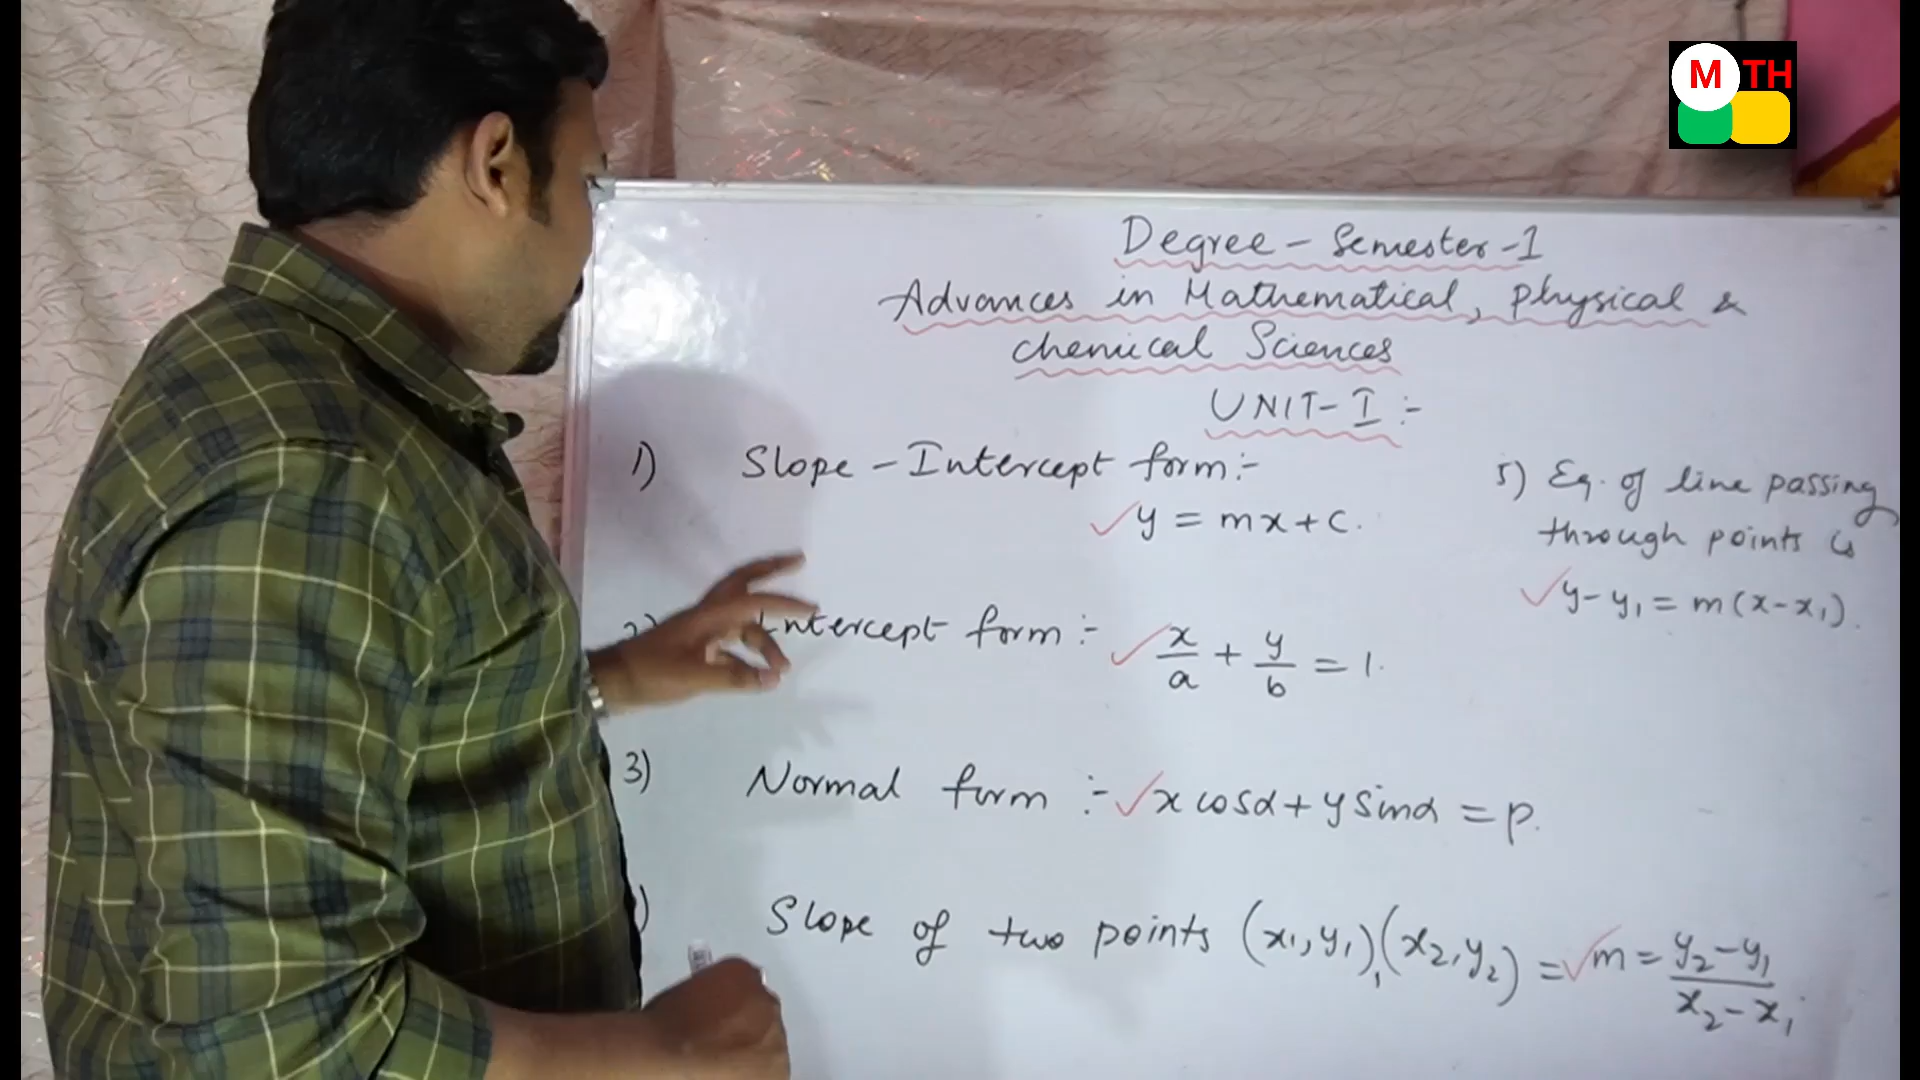 M TH
Degree - Semester - 1
Advances in Mathematical, physical &
chemical Sciences
UNIT - I :-
1) Slope - Intercept form :-
✓ y = mx + c.
2) Intercept form :- ✓ x/a + y/b = 1.
3) Normal form :- ✓ x cosα + y sinα = p.
) Slope of two points (x₁, y₁), (x₂, y₂) = ✓ m = y₂ - y₁ / x₂ - x₁
5) Eq. of line passing
through points is
✓ y - y₁ = m (x - x₁).